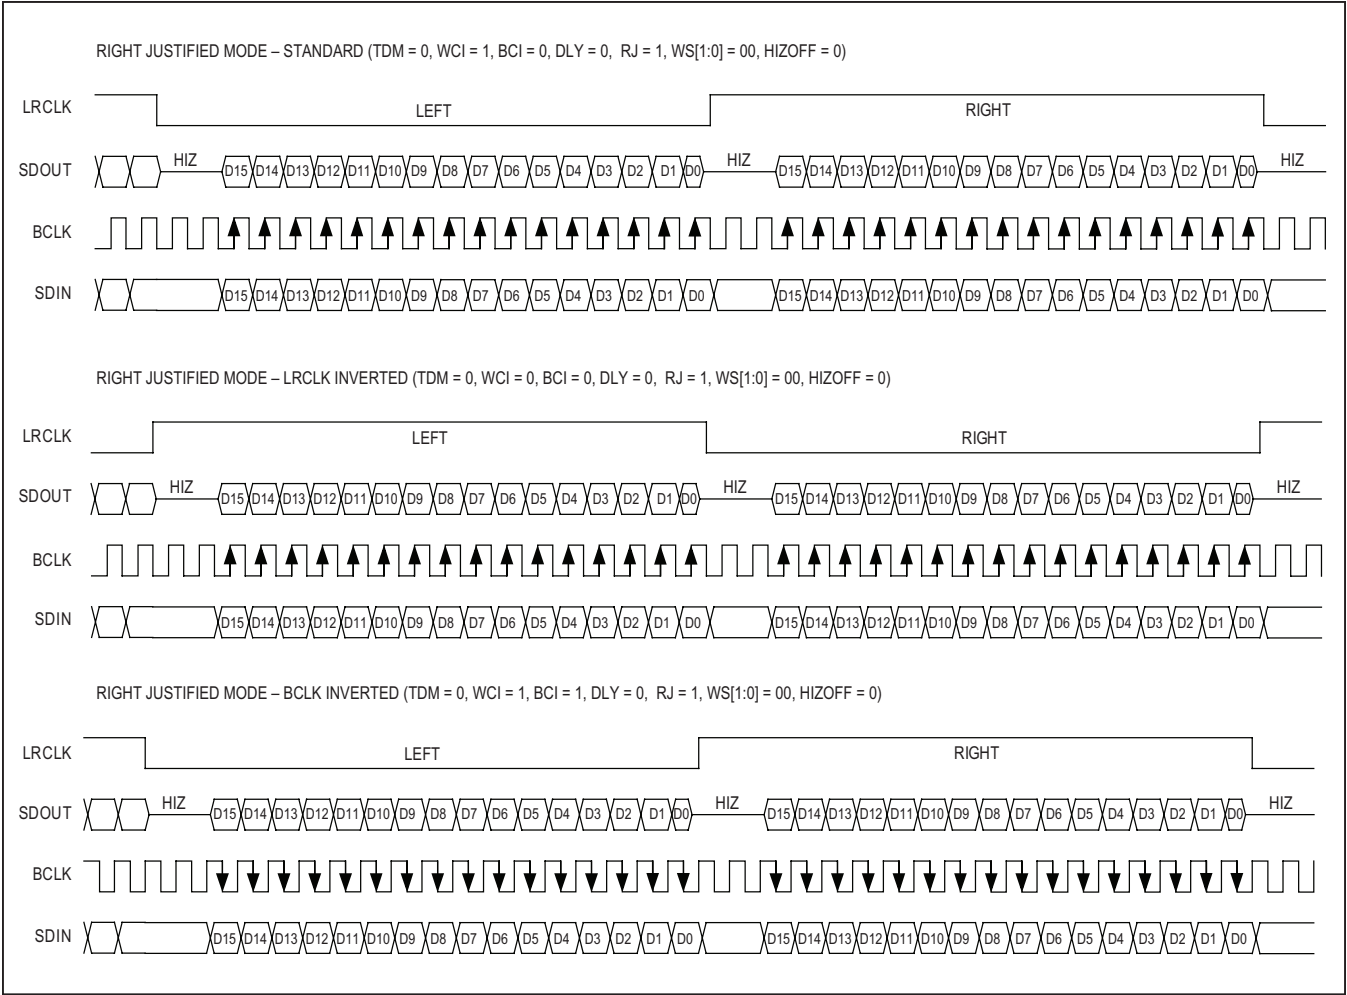 RIGHT JUSTIFIED MODE – STANDARD (TDM = 0, WCI = 1, BCI = 0, DLY = 0, RJ = 1, WS[1:0] = 00, HIZOFF = 0)
LRCLK LEFT RIGHT
SDOUT HIZ D15 D14 D13 D12 D11 D10 D9 D8 D7 D6 D5 D4 D3 D2 D1 D0 HIZ D15 D14 D13 D12 D11 D10 D9 D8 D7 D6 D5 D4 D3 D2 D1 D0 HIZ
BCLK
SDIN D15 D14 D13 D12 D11 D10 D9 D8 D7 D6 D5 D4 D3 D2 D1 D0 D15 D14 D13 D12 D11 D10 D9 D8 D7 D6 D5 D4 D3 D2 D1 D0
RIGHT JUSTIFIED MODE – LRCLK INVERTED (TDM = 0, WCI = 0, BCI = 0, DLY = 0, RJ = 1, WS[1:0] = 00, HIZOFF = 0)
LRCLK LEFT RIGHT
SDOUT HIZ D15 D14 D13 D12 D11 D10 D9 D8 D7 D6 D5 D4 D3 D2 D1 D0 HIZ D15 D14 D13 D12 D11 D10 D9 D8 D7 D6 D5 D4 D3 D2 D1 D0 HIZ
BCLK
SDIN D15 D14 D13 D12 D11 D10 D9 D8 D7 D6 D5 D4 D3 D2 D1 D0 D15 D14 D13 D12 D11 D10 D9 D8 D7 D6 D5 D4 D3 D2 D1 D0
RIGHT JUSTIFIED MODE – BCLK INVERTED (TDM = 0, WCI = 1, BCI = 1, DLY = 0, RJ = 1, WS[1:0] = 00, HIZOFF = 0)
LRCLK LEFT RIGHT
SDOUT HIZ D15 D14 D13 D12 D11 D10 D9 D8 D7 D6 D5 D4 D3 D2 D1 D0 HIZ D15 D14 D13 D12 D11 D10 D9 D8 D7 D6 D5 D4 D3 D2 D1 D0 HIZ
BCLK
SDIN D15 D14 D13 D12 D11 D10 D9 D8 D7 D6 D5 D4 D3 D2 D1 D0 D15 D14 D13 D12 D11 D10 D9 D8 D7 D6 D5 D4 D3 D2 D1 D0